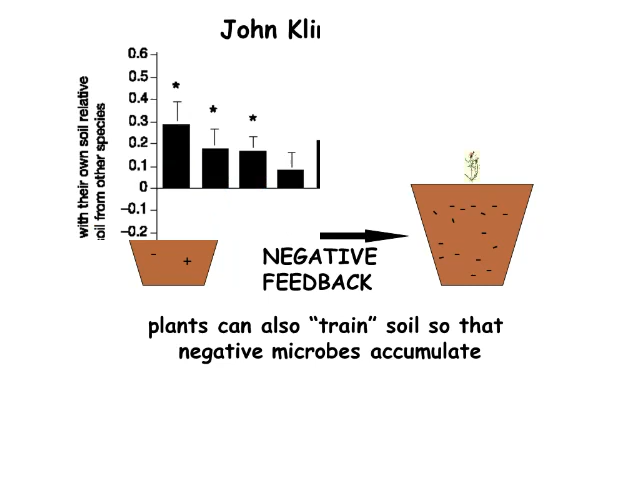 John Kli
0.6
0.5
0.4
0.3
0.2
0.1
0
-0.1
-0.2
with their own soil relative
oil from other species
*
*
*
- +
NEGATIVE
FEEDBACK
plants can also “train” soil so that
negative microbes accumulate